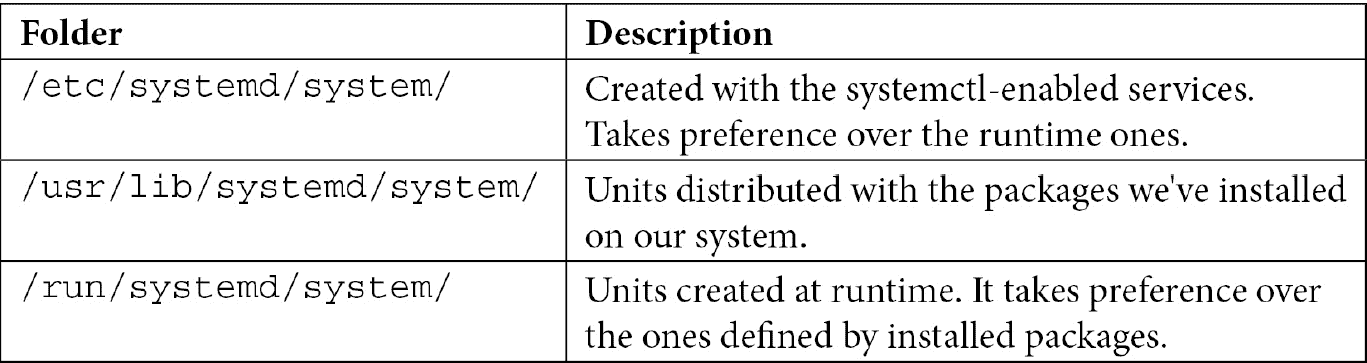 Folder Description
/etc/systemd/system/ Created with the systemctl-enabled services.
Takes preference over the runtime ones.
/usr/lib/systemd/system/ Units distributed with the packages we've installed
on our system.
/run/systemd/system/ Units created at runtime. It takes preference over
the ones defined by installed packages.